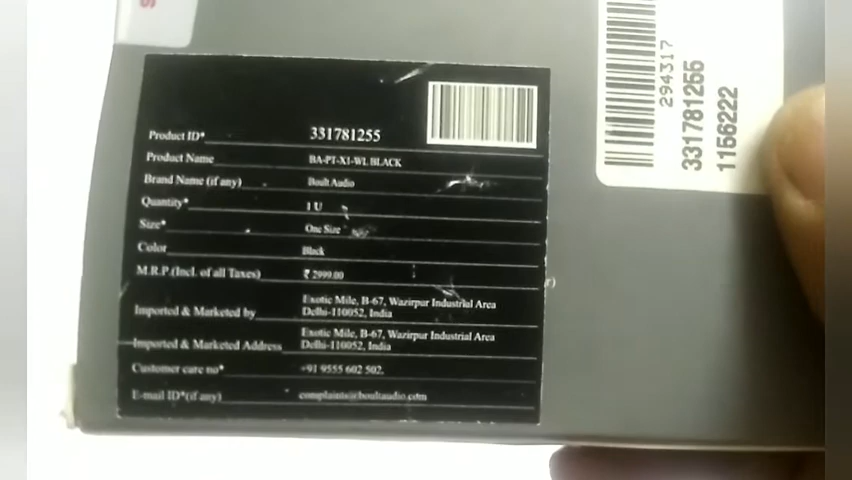 Product ID* 331781255
Product Name BA-PT-X1-WL BLACK
Brand Name (if any) Boult Audio
Quantity* 1 U
Size* One Size
Color Black
M.R.P.(Incl. of all Taxes) ₹ 2999.00
Imported & Marketed by Exotic Mile, B-67, Wazirpur Industrial Area
Delhi-110052, India
Imported & Marketed Address Exotic Mile, B-67, Wazirpur Industrial Area
Delhi-110052, India
Customer care no* +91 9555 602 502,
E-mail ID*(if any) complaints@boultaudio.com
294317
331781255
1156222